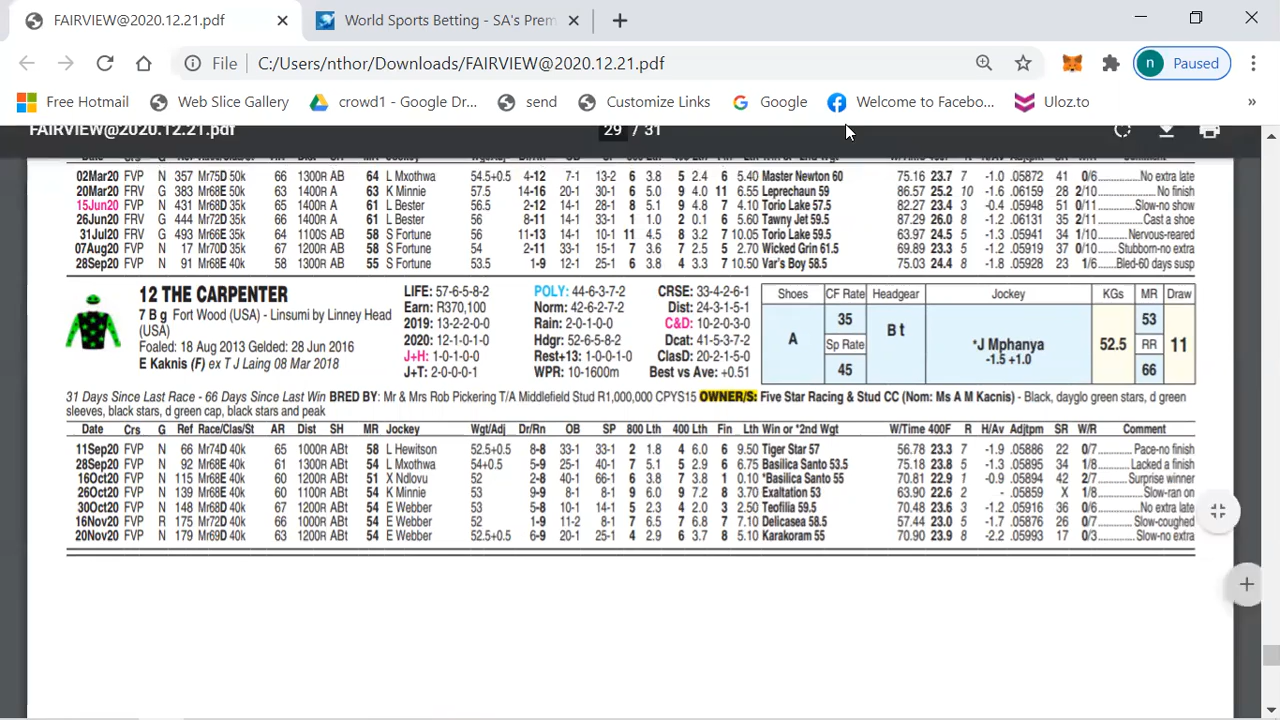 FAIRVIEW@2020.12.21.pdf
World Sports Betting - SA's Prem
File C:/Users/nthor/Downloads/FAIRVIEW@2020.12.21.pdf
n Paused
Free Hotmail Web Slice Gallery crowd1 - Google Dr... send Customize Links Google Welcome to Facebo... Uloz.to »
FAIRVIEW@2020.12.21.pdf 29 / 31
02Mar20 FVP N 357 Mr75D 50k 66 1300R AB 64 L Mxothwa 54.5+0.5 4-12 7-1 13-2 6 3.8 5 2.4 6 5.40 Master Newton 60 75.16 23.7 7 -1.0 .05872 41 0/6 No extra late
20Mar20 FRV G 383 Mr68D 50k 63 1400R A 63 K Minnie 57.5 14-16 20-1 30-1 6 5.0 9 4.0 11 6.55 Leprechaun 59 86.57 25.2 10 -1.6 .06159 28 2/10 No finish
15Jun20 FVP N 431 Mr68D 35k 65 1400R A 61 L Bester 56.5 2-12 14-1 28-1 8 5.1 9 4.8 7 4.10 Torio Lake 57.5 82.27 23.4 3 -0.4 .05948 51 0/11 Slow-no show
26Jun20 FRV G 444 Mr72D 35k 66 1400R A 61 L Bester 56 8-11 14-1 33-1 1 1.0 2 0.1 5 5.60 Tawny Jet 59.5 87.29 26.0 8 -1.2 .06131 35 2/11 Cast a shoe
31Jul20 FRV G 493 Mr66E 35k 64 1100S AB 58 S Fortune 55 11-13 14-1 10-1 11 4.5 8 3.2 7 10.05 Torio Lake 59.5 63.97 24.5 5 -1.3 .05941 34 1/10 Nervous-reared
07Aug20 FVP N 17 Mr72D 35k 67 1200R AB 58 S Fortune 54 2-11 33-1 15-1 7 3.6 7 2.5 5 2.70 Wicked Grin 61.5 69.89 23.3 5 -1.2 .05919 37 0/10 Stubborn-no extra
28Sep20 FVP N 91 Mr68E 40k 58 1300R AB 55 S Fortune 53.5 1-9 12-1 25-1 6 3.8 4 3.3 7 10.50 Var's Boy 58.5 75.03 24.4 8 -1.8 .05928 23 1/6 Bled-60 days susp
12 THE CARPENTER
7 B g Fort Wood (USA) - Linsumi by Linney Head
(USA)
Foaled: 18 Aug 2013 Gelded: 28 Jun 2016
E Kaknis (F) ex T J Laing 08 Mar 2018
LIFE: 57-6-5-8-2 POLY: 44-6-3-7-2 CRSE: 33-4-2-6-1
Earn: R370,100 Norm: 42-6-2-7-2 Dist: 24-3-1-5-1
2019: 13-2-2-0-0 Rain: 2-0-1-0-0 C&D: 10-2-0-3-0
2020: 12-1-0-1-0 Hdgr: 52-6-5-8-2 Dcat: 41-5-3-7-2
J+H: 1-0-1-0-0 Rest+13: 1-0-0-1-0 ClasD: 20-2-1-5-0
J+T: 2-0-0-0-1 WPR: 10-1600m Best vs Ave: +0.51
Shoes CF Rate Headgear Jockey KGs MR Draw
A 35 B t *J Mphanya 52.5 53 11
Sp Rate -1.5 +1.0 RR
45 66
31 Days Since Last Race - 66 Days Since Last Win BRED BY: Mr & Mrs Rob Pickering T/A Middlefield Stud R1,000,000 CPYS15 OWNER/S: Five Star Racing & Stud CC (Nom: Ms A M Kacnis) - Black, dayglo green stars, d green
sleeves, black stars, d green cap, black stars and peak
Date Crs G Ref Race/Clas/St AR Dist SH MR Jockey Wgt/Adj Dr/Rn OB SP 800 Lth 400 Lth Fin Lth Win or *2nd Wgt W/Time 400F R H/Av Adjtpm SR W/R Comment
11Sep20 FVP N 66 Mr74D 40k 65 1000R ABt 58 L Hewitson 52.5+0.5 8-8 33-1 33-1 2 1.8 4 1.0 6 9.50 Tiger Star 57 56.78 23.3 7 -1.9 .05886 22 0/7 Pace-no finish
28Sep20 FVP N 92 Mr68E 40k 61 1300R ABt 54 L Mxothwa 54+0.5 5-9 25-1 40-1 7 5.1 5 2.9 6 6.75 Basilica Santo 53.5 75.18 23.8 5 -1.3 .05895 34 1/8 Lacked a finish
16Oct20 FVP N 115 Mr68E 40k 60 1200R ABt 51 X Ndlovu 52 2-8 40-1 66-1 6 3.8 7 3.8 1 0.10 *Basilica Santo 55 70.81 22.9 1 -0.9 .05894 42 2/7 Surprise winner
26Oct20 FVP N 139 Mr68E 40k 60 1100R ABt 54 K Minnie 53 9-9 8-1 8-1 9 6.0 9 7.2 8 3.70 Exaltation 53 63.90 22.6 2 - .05859 X 1/8 Slow-ran on
30Oct20 FVP N 148 Mr68D 40k 67 1200R ABt 54 E Webber 53 5-8 10-1 14-1 5 2.3 4 2.0 3 2.50 Teofilia 59.5 70.48 23.6 3 - .05916 36 0/6 No extra late
16Nov20 FVP R 175 Mr72D 40k 66 1000R ABt 54 E Webber 52 1-9 11-2 8-1 7 6.5 7 6.8 7 7.10 Delicasea 58.5 57.44 23.0 5 -1.7 .05876 26 0/7 Slow-coughed
20Nov20 FVP N 179 Mr69D 40k 63 1200R ABt 54 E Webber 52.5+0.5 6-9 20-1 25-1 4 2.9 6 3.7 8 5.10 Karakoram 55 70.90 23.9 8 -2.2 .05993 17 0/3 Slow-no extra